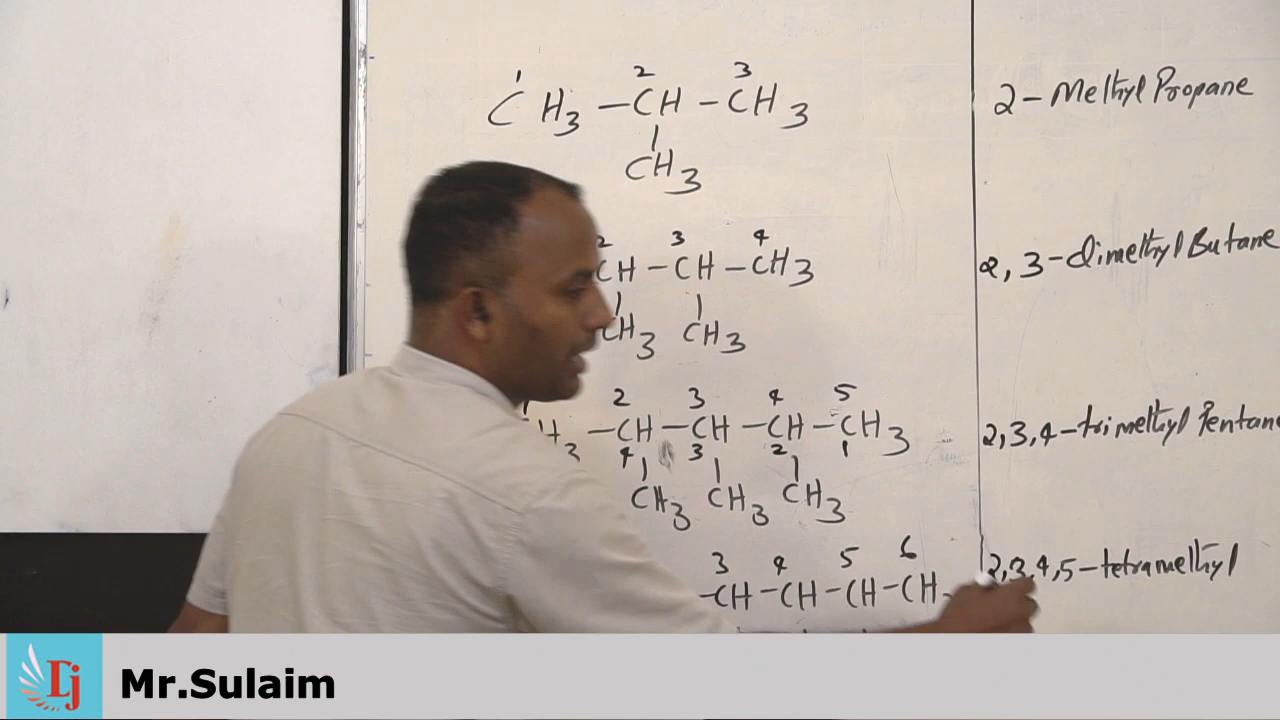 1 2 3
CH3 - CH - CH3 2 - Methyl Propane
CH3
2 3 4
CH - CH - CH3 2, 3 - dimethyl Butane
CH3 CH3
2 3 4 5
H3 - CH - CH - CH - CH3 2,3,4 - trimethyl Pentane
4 3 2 1
CH3 CH3 CH3
3 4 5 6
- CH - CH - CH - CH - 2,3,4,5 - tetramethyl
Lj Mr.Sulaim